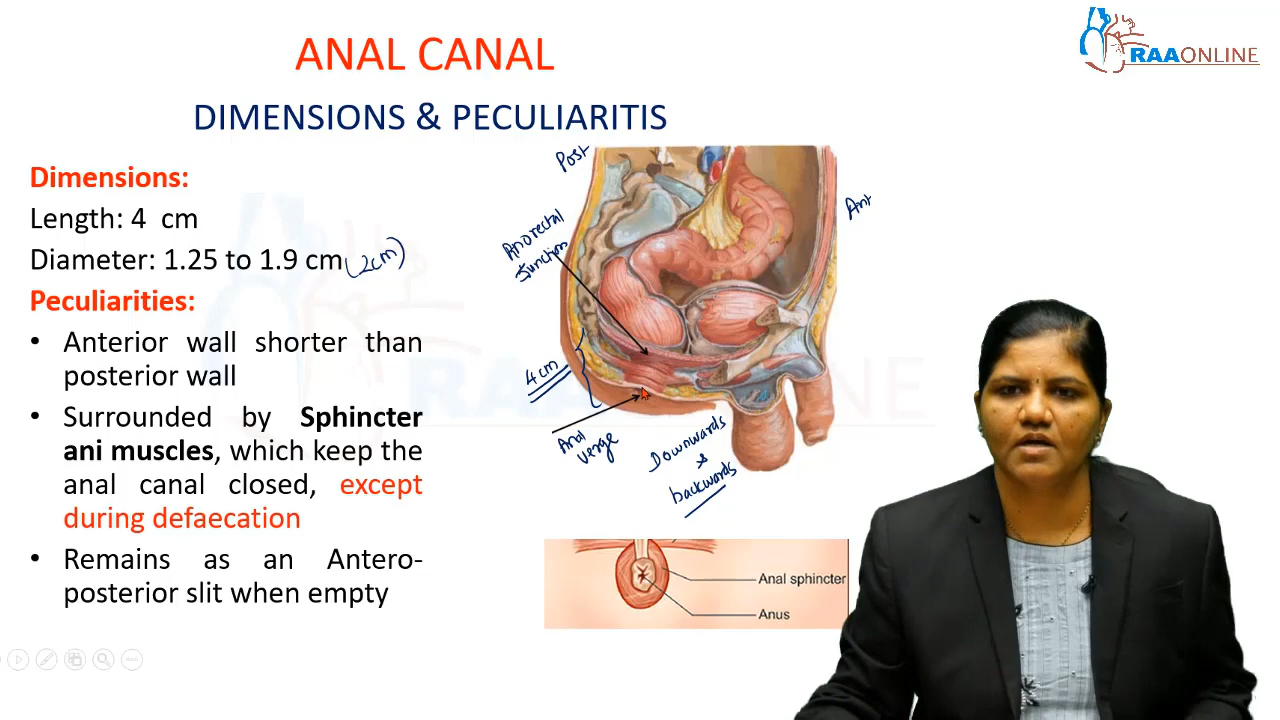 ANAL CANAL
DIMENSIONS & PECULIARITIS
RAAONLINE
Dimensions:
Length: 4 cm
Diameter: 1.25 to 1.9 cm (2cm)
Peculiarities:
• Anterior wall shorter than
posterior wall
• Surrounded by Sphincter
ani muscles, which keep the
anal canal closed, except
during defaecation
• Remains as an Antero-
posterior slit when empty
Post
Ant
Anorectal
Junction
4cm
Anal
verge
Downwards
&
backwards
Anal sphincter
Anus
RAAONLINE